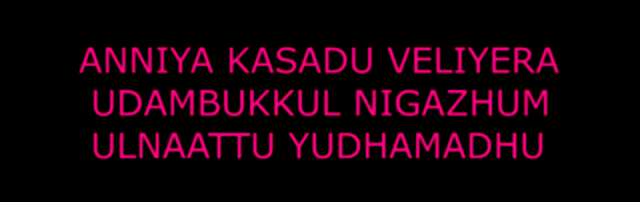 ANNIYA KASADU VELIYERA
UDAMBUKKUL NIGAZHUM
ULNAATTU YUDHAMADHU